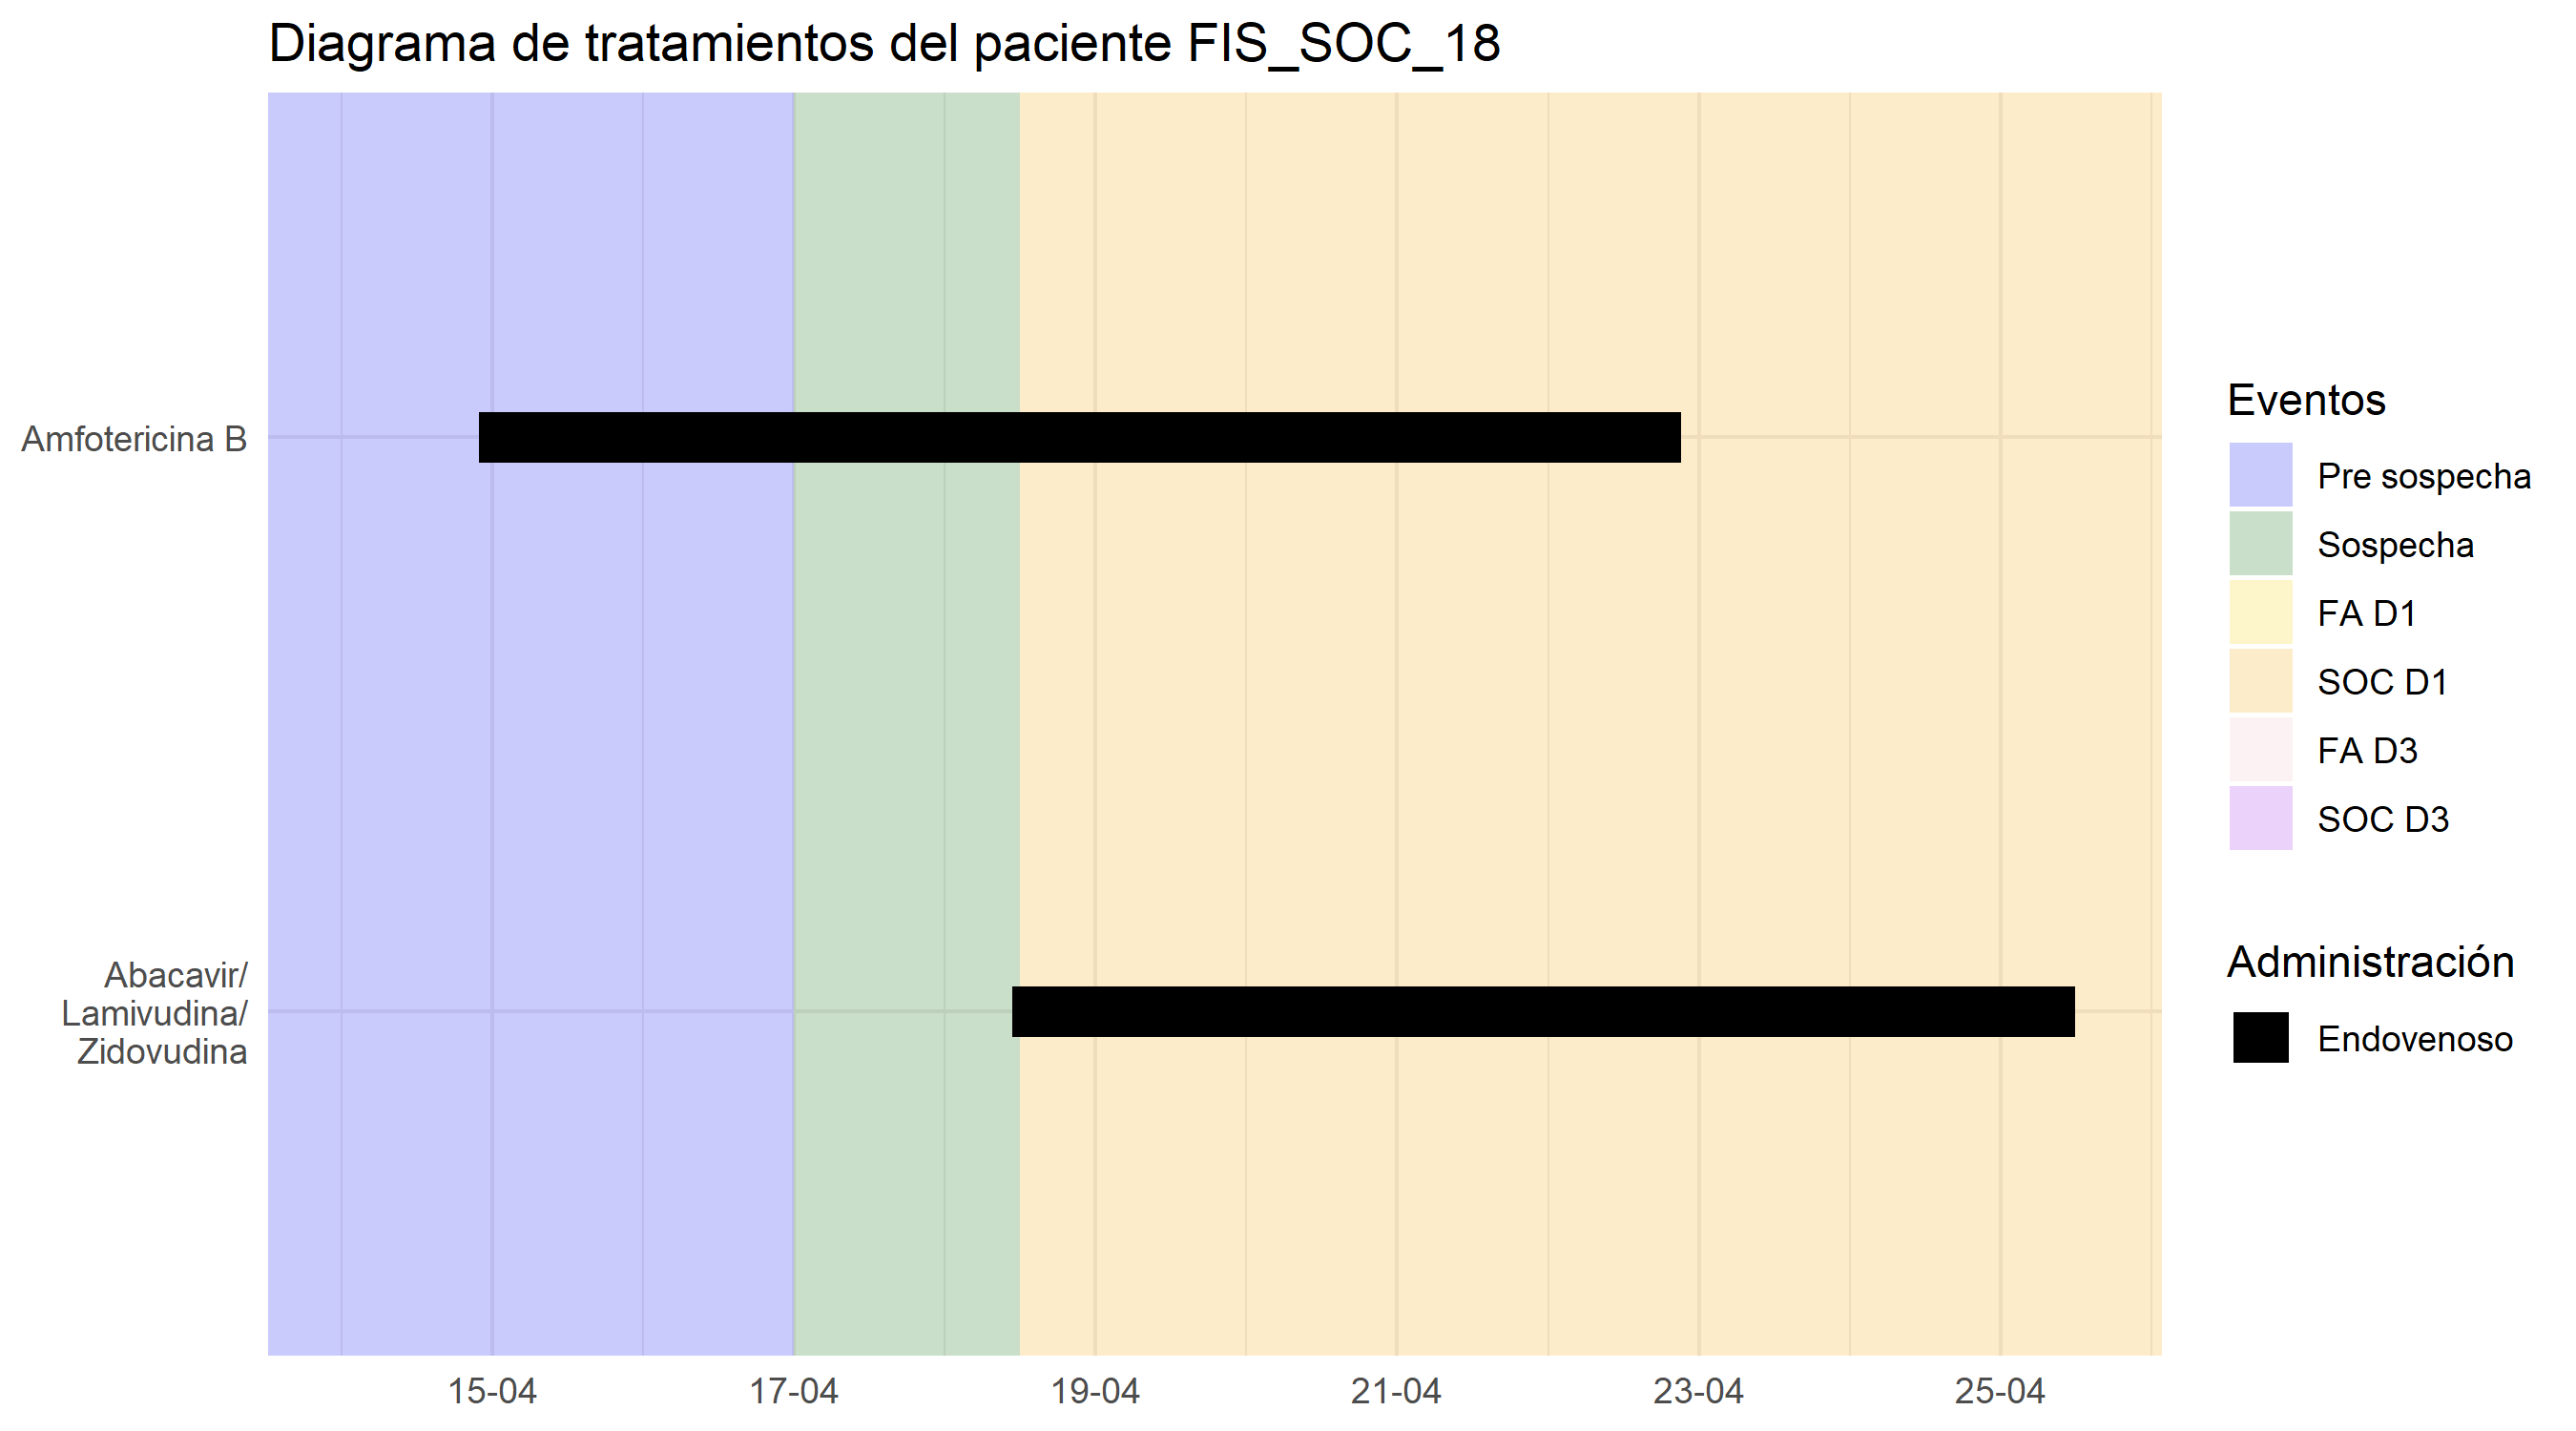 Diagrama de tratamientos del paciente FIS_SOC_18
Amfotericina B
Abacavir/
Lamivudina/
Zidovudina
15-04
17-04
19-04
21-04
23-04
25-04
Eventos
Pre sospecha
Sospecha
FA D1
SOC D1
FA D3
SOC D3
Administración
Endovenoso